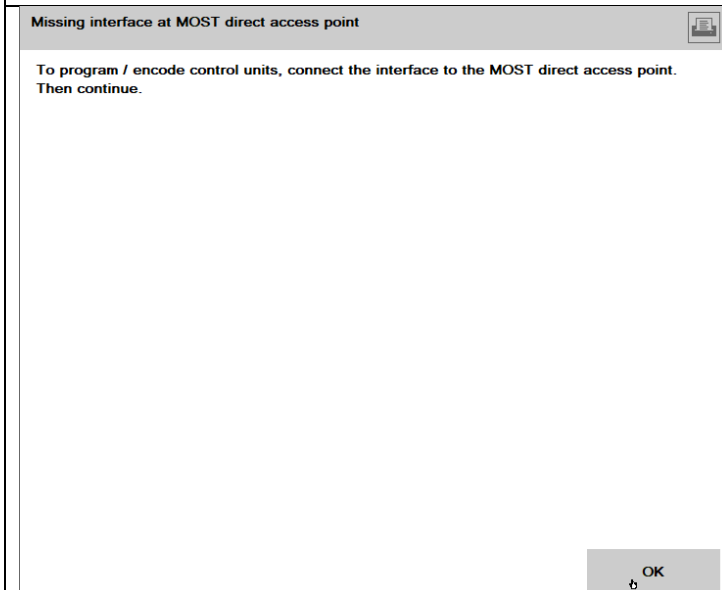 Missing interface at MOST direct access point
To program / encode control units, connect the interface to the MOST direct access point.
Then continue.
OK